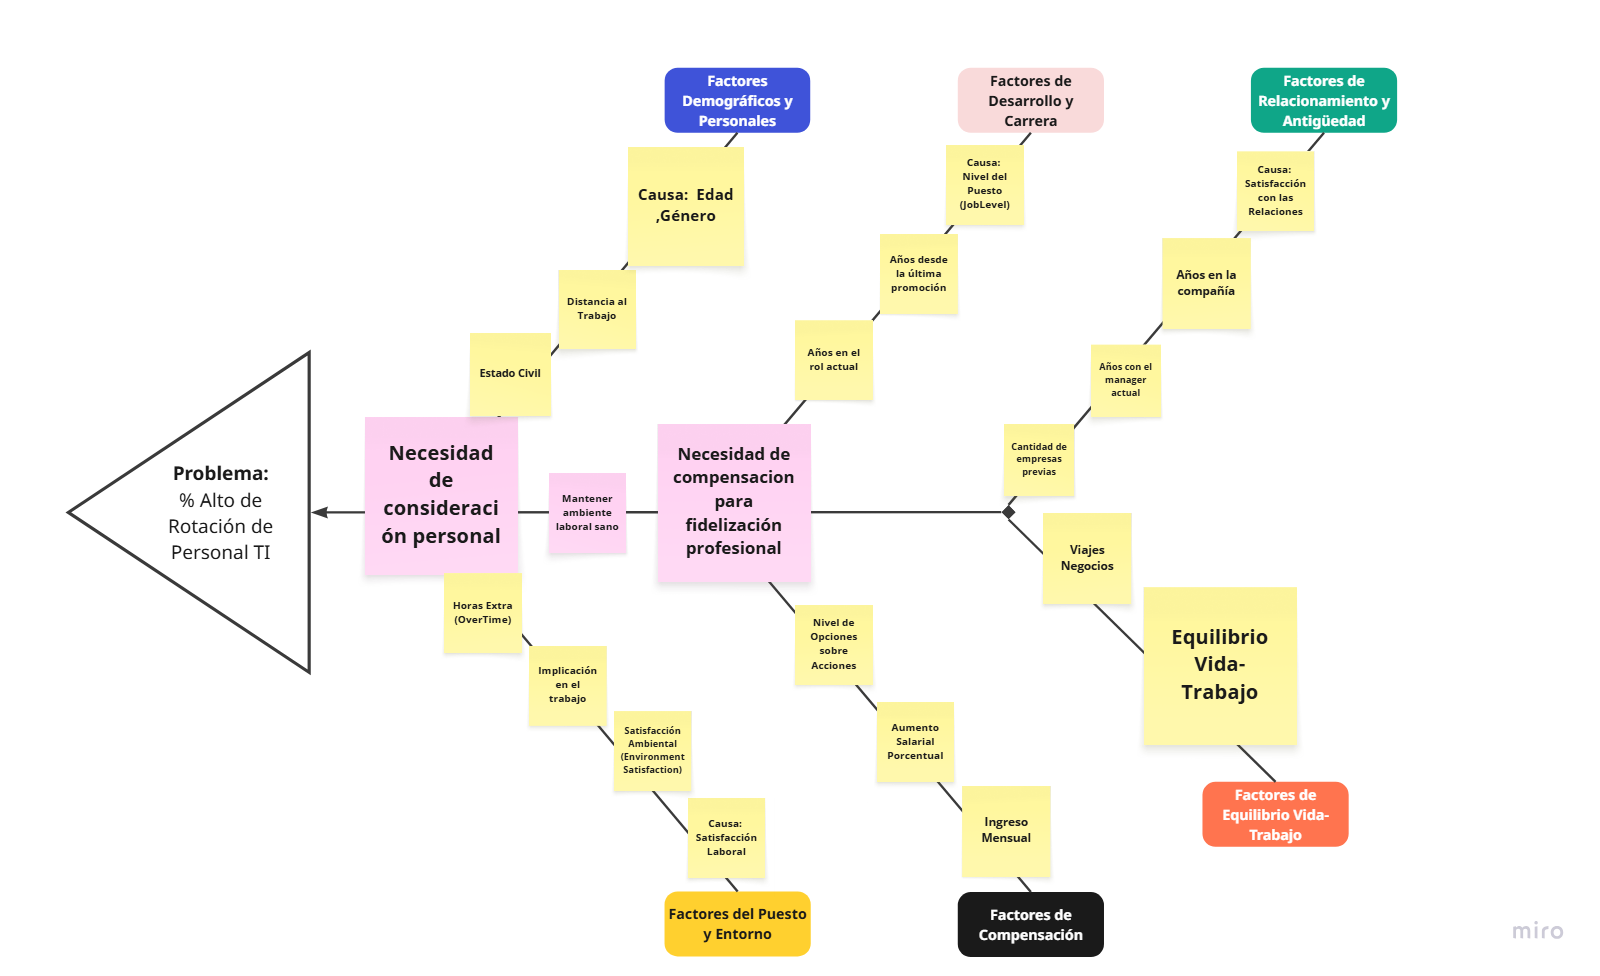 Factores
Demográficos y
Personales
Factores de
Desarrollo y
Carrera
Factores de
Relacionamiento y
Antigüedad
Causa:  Edad
,Género
Causa:
Nivel del
Puesto
(JobLevel)
Causa:
Satisfacción
con las
Relaciones
Distancia al
Trabajo
Años desde
la última
promoción
Años en la
compañía
Estado Civil
Años en el
rol actual
Años con el
manager
actual
Cantidad de
empresas
previas
Problema:
% Alto de
Rotación de
Personal TI
Necesidad
de
consideraci
ón personal
Mantener
ambiente
laboral sano
Necesidad de
compensacion
para
fidelización
profesional
Viajes
Negocios
Equilibrio
Vida-
Trabajo
Horas Extra
(OverTime)
Implicación
en el
trabajo
Satisfacción
Ambiental
(Environment
Satisfaction)
Causa:
Satisfacción
Laboral
Nivel de
Opciones
sobre
Acciones
Aumento
Salarial
Porcentual
Ingreso
Mensual
Factores de
Equilibrio Vida-
Trabajo
Factores del Puesto
y Entorno
Factores de
Compensación
miro